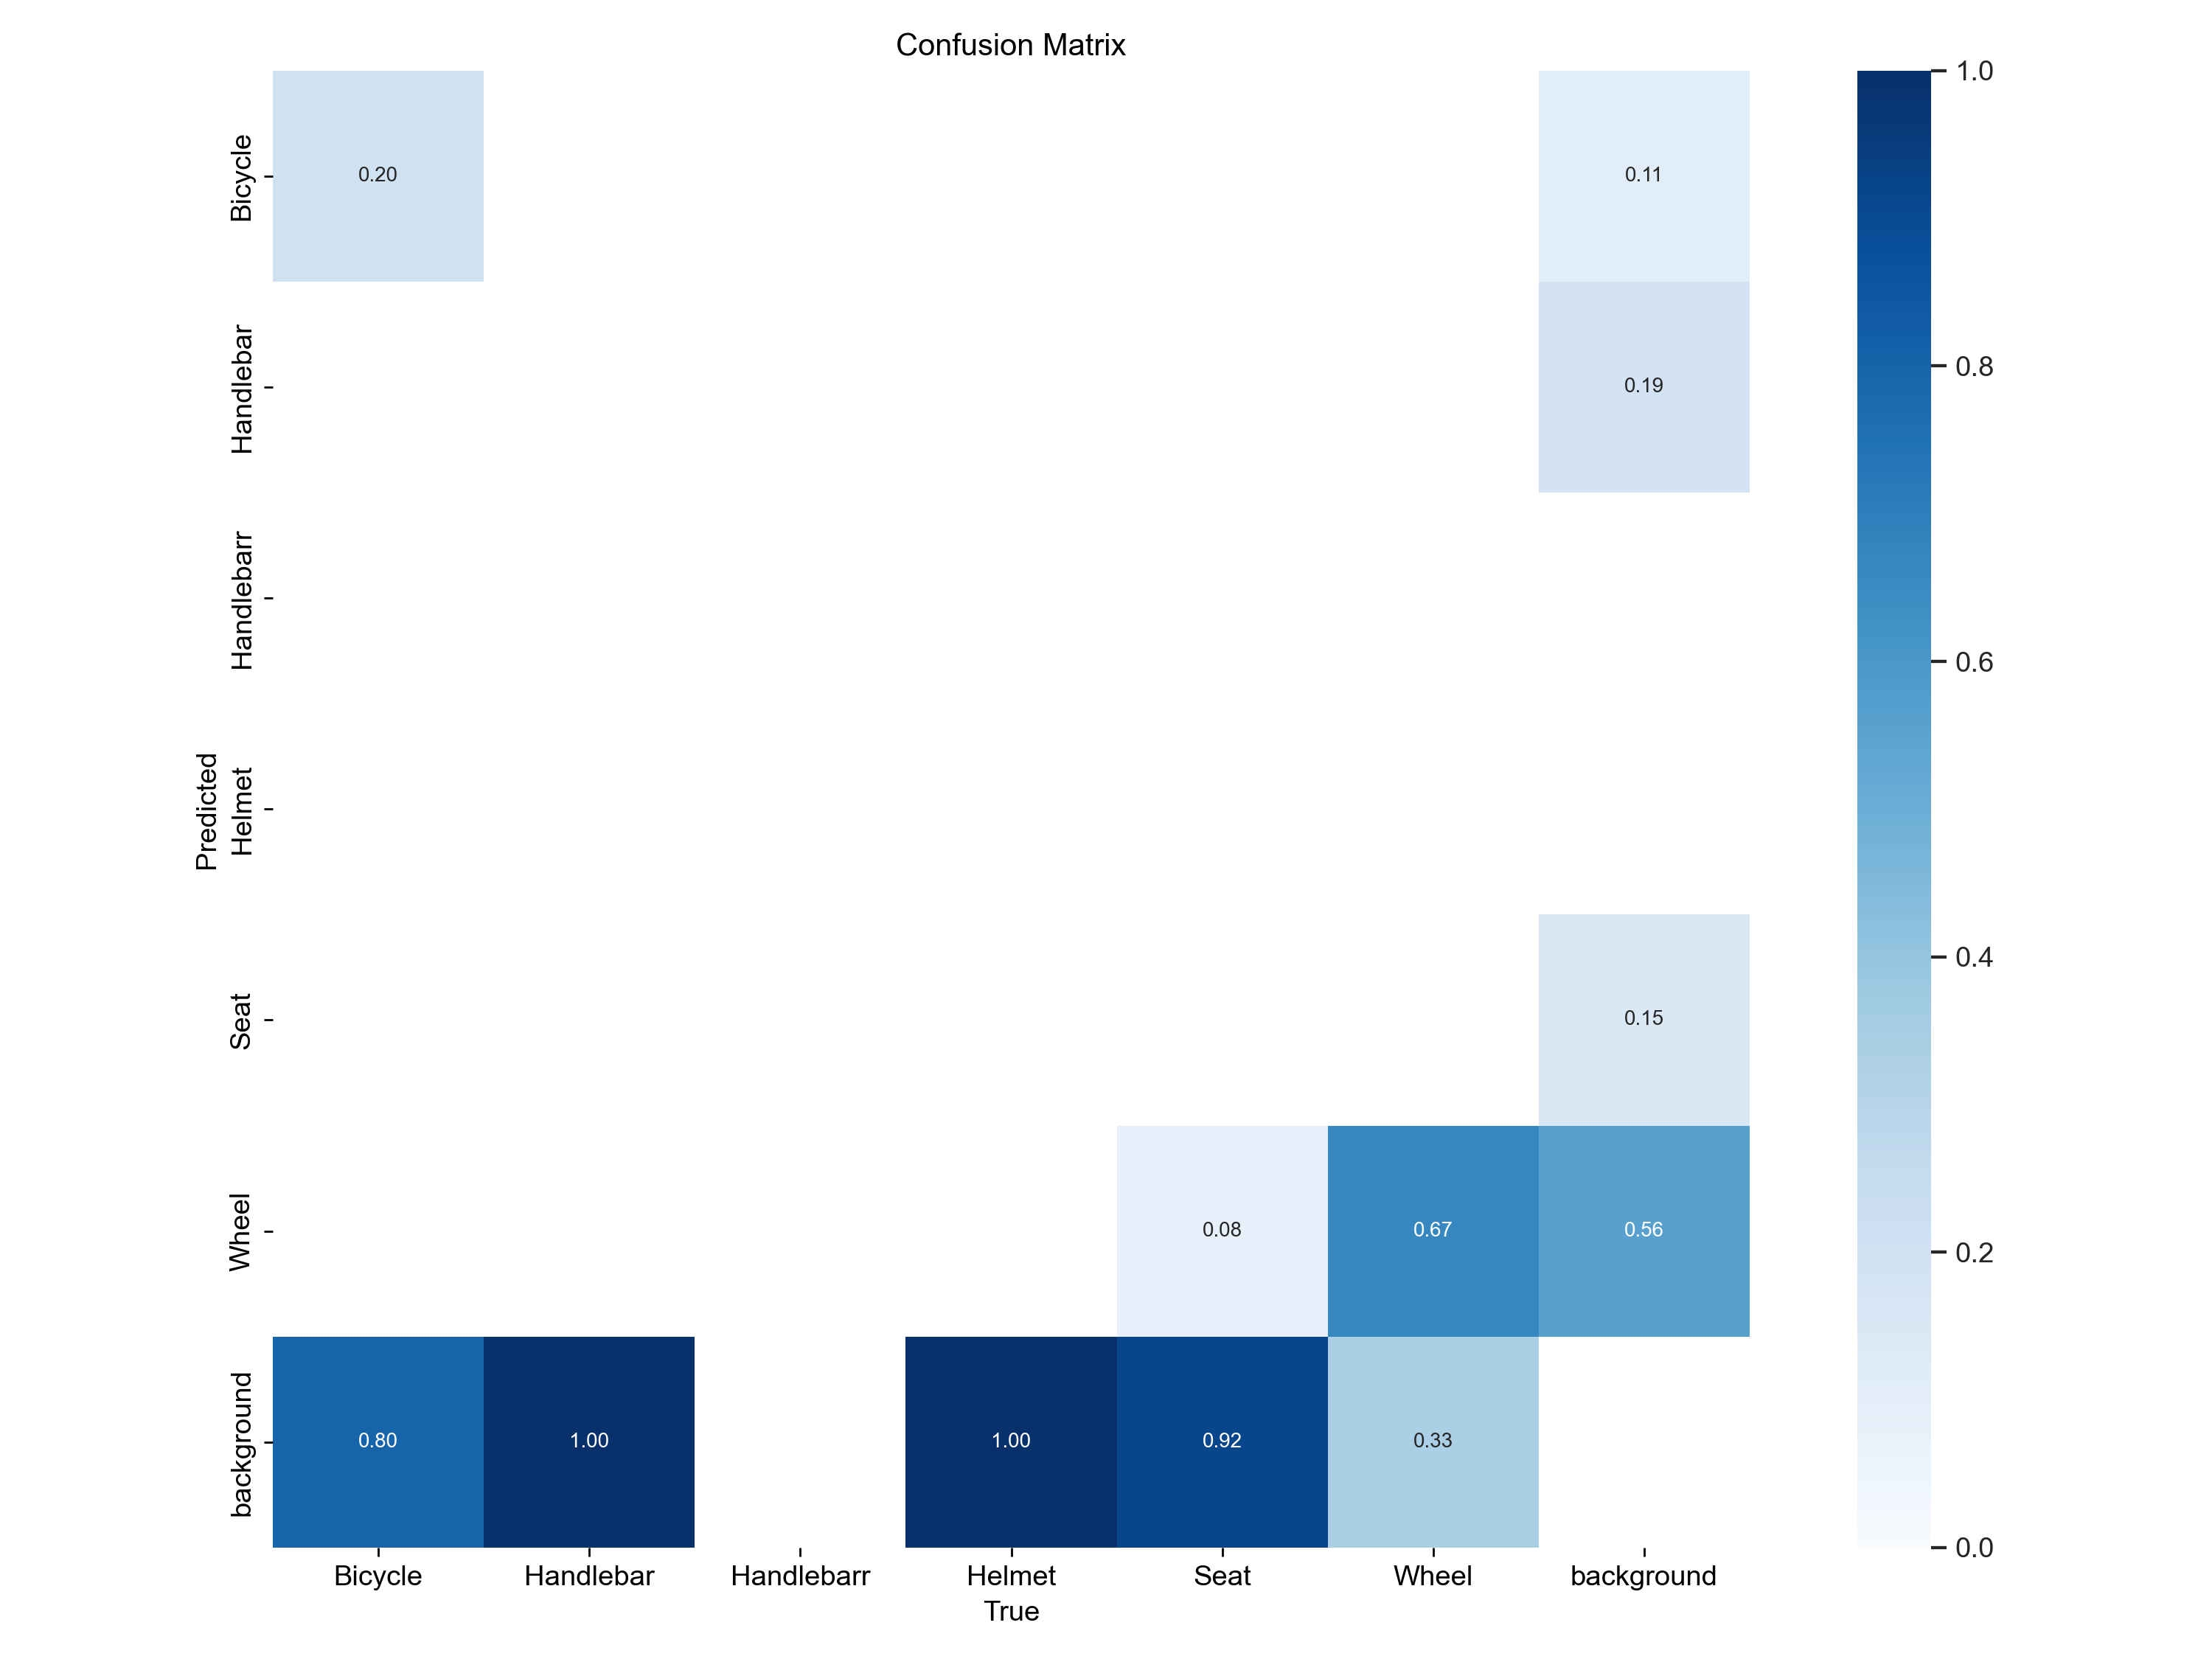 Confusion Matrix
Bicycle
0.20
0.11
1.0
Handlebar
0.19
0.8
Handlebarr
0.6
Predicted
Helmet
Seat
0.15
0.4
Wheel
0.08
0.67
0.56
0.2
background
0.80
1.00
1.00
0.92
0.33
0.0
Bicycle
Handlebar
Handlebarr
Helmet
Seat
Wheel
background
True